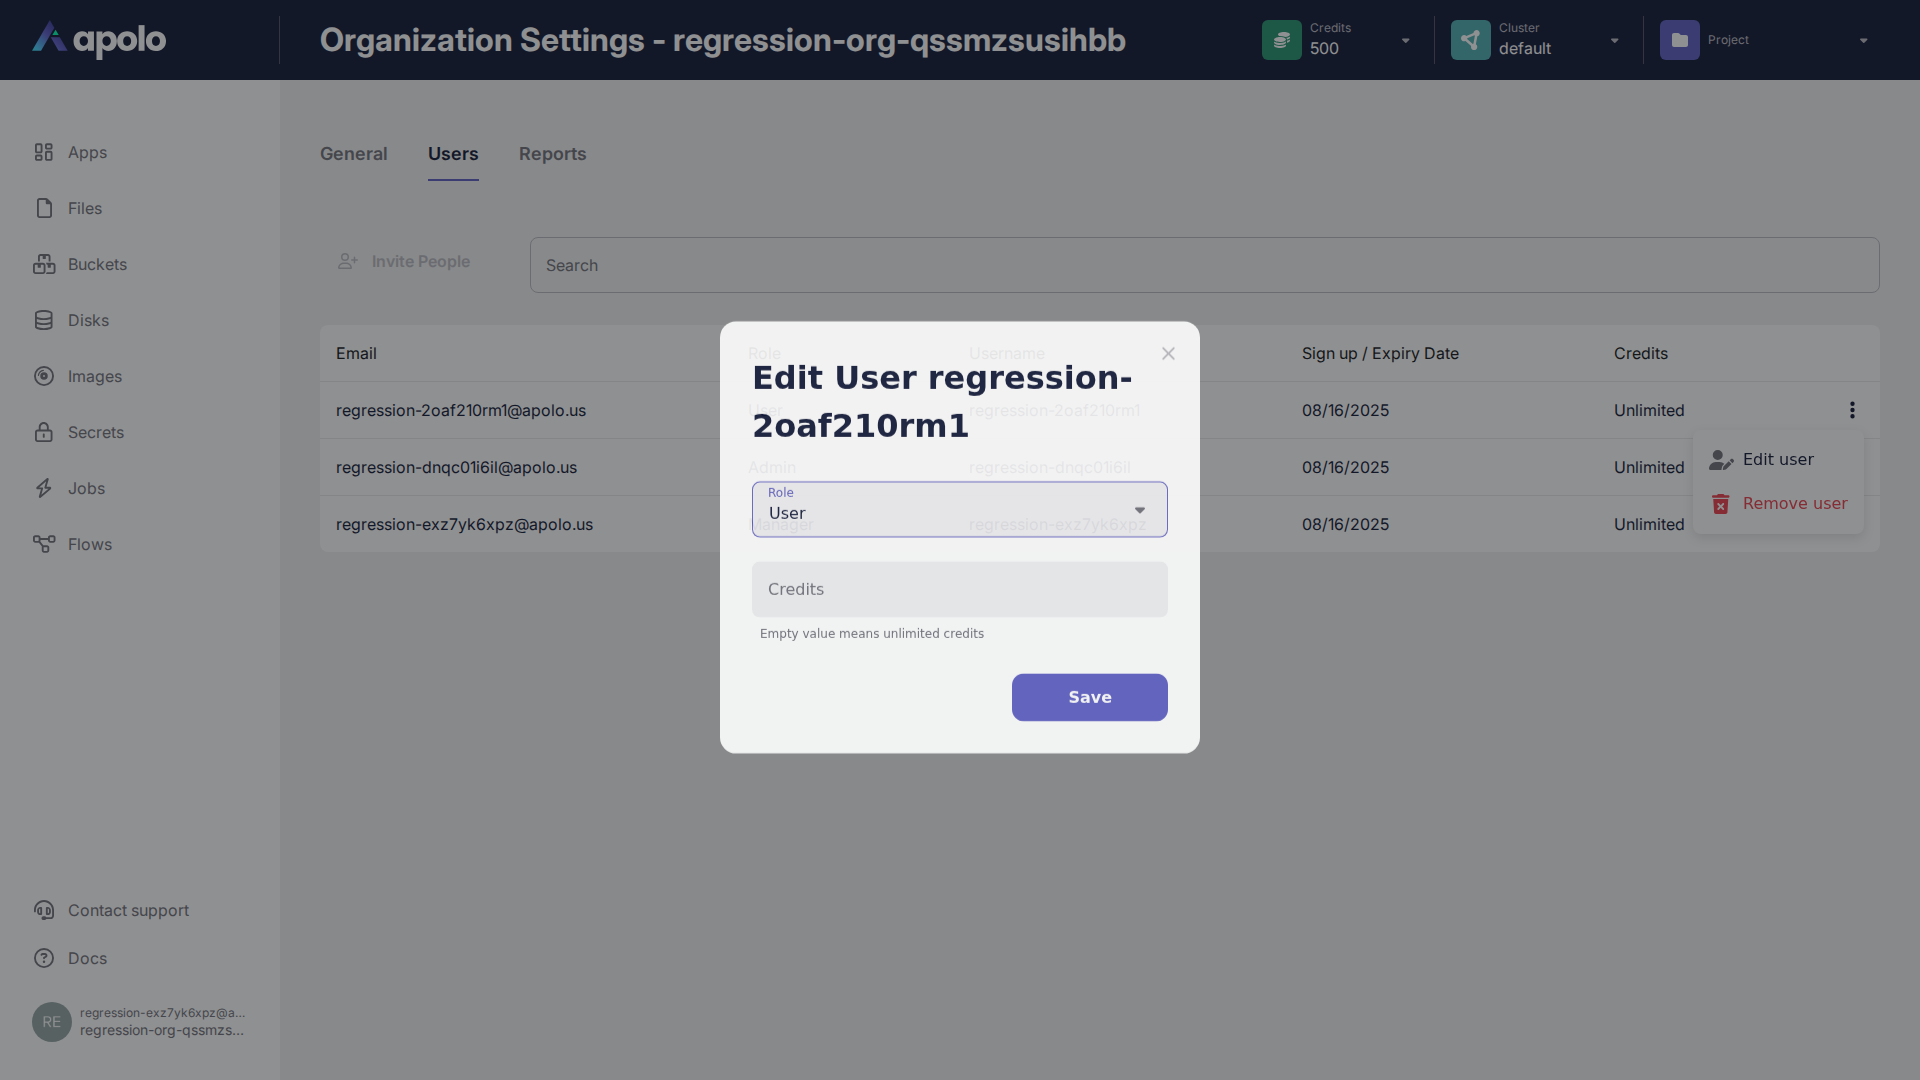 apolo
Organization Settings - regression-org-qssmzsusihbb
Credits
500
Cluster
default
Project
Apps
Files
Buckets
Disks
Images
Secrets
Jobs
Flows
General Users Reports
Invite People
Search
Email Role Username Sign up / Expiry Date Credits
regression-2oaf210rm1@apolo.us User regression-2oaf210rm1 08/16/2025 Unlimited
regression-dnqc01i6il@apolo.us Admin regression-dnqc01i6il 08/16/2025 Unlimited
regression-exz7yk6xpz@apolo.us Manager regression-exz7yk6xpz 08/16/2025 Unlimited
Edit user
Remove user
Edit User regression-
2oaf210rm1
Role
User
Credits
Empty value means unlimited credits
Save
Contact support
Docs
RE
regression-exz7yk6xpz@a...
regression-org-qssmzs...